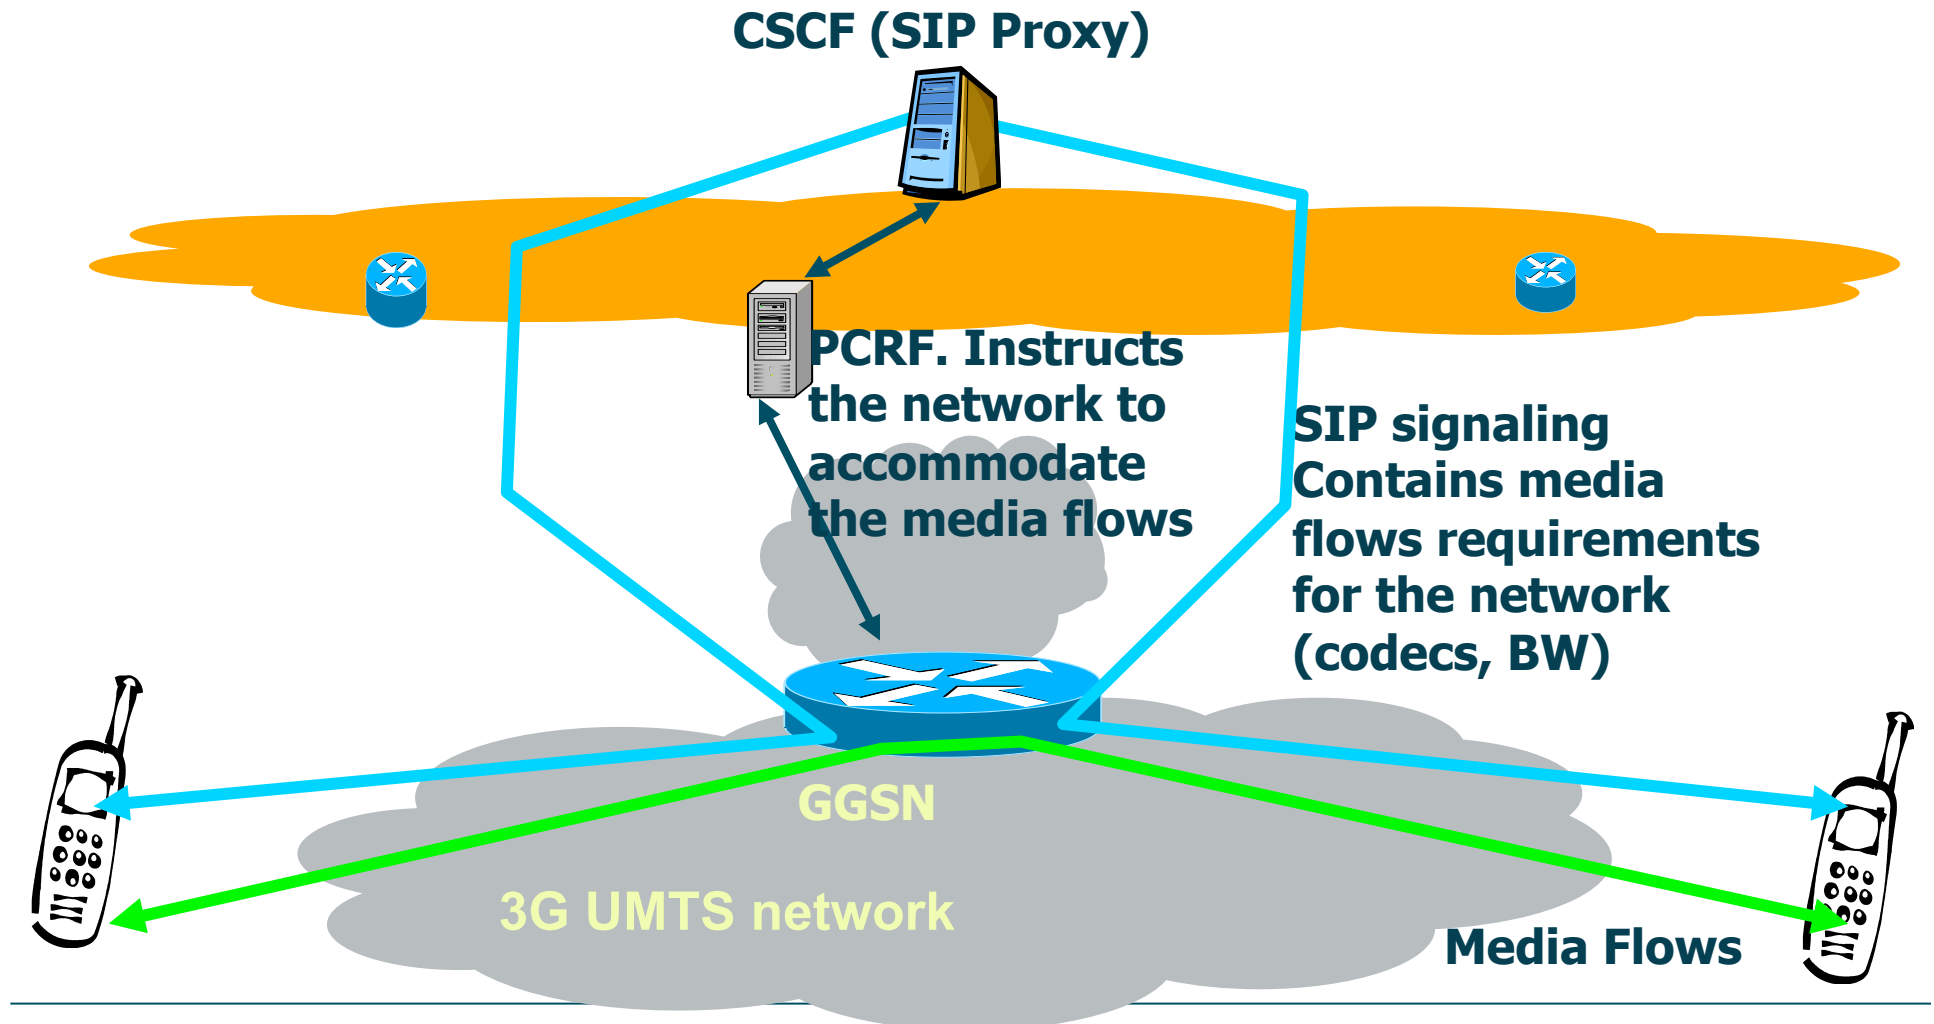 CSCF (SIP Proxy)
PCRF. Instructs
the network to
accommodate
the media flows
SIP signaling
Contains media
flows requirements
for the network
(codecs, BW)
GGSN
3G UMTS network
Media Flows